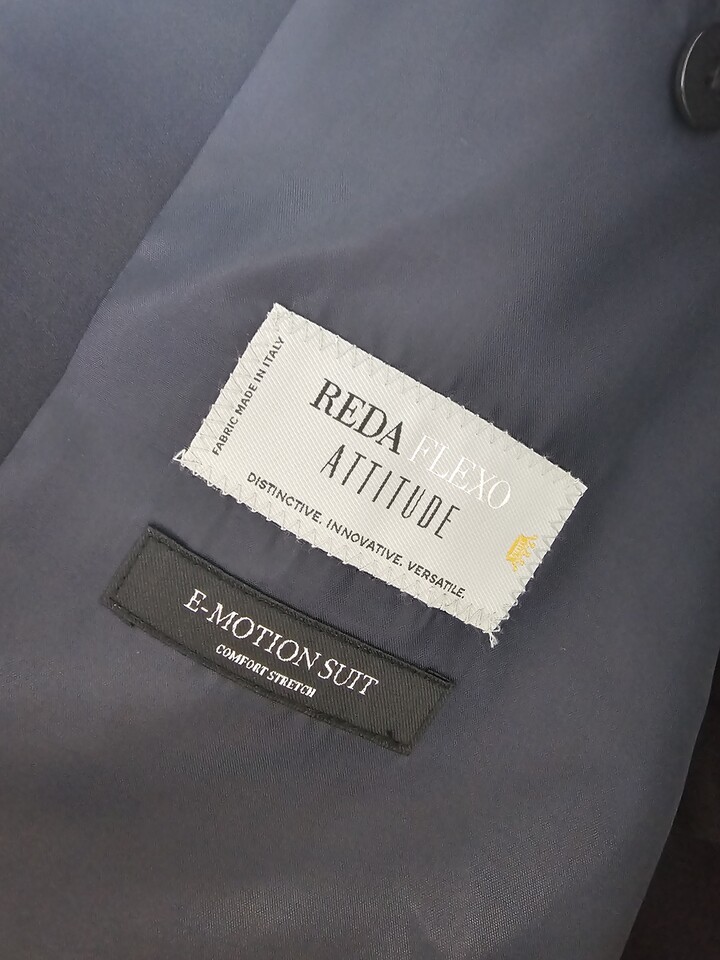 FABRIC MADE IN ITALY
REDA FLEXO
ATTITUDE
DISTINCTIVE. INNOVATIVE. VERSATILE.
E-MOTION SUIT
COMFORT STRETCH